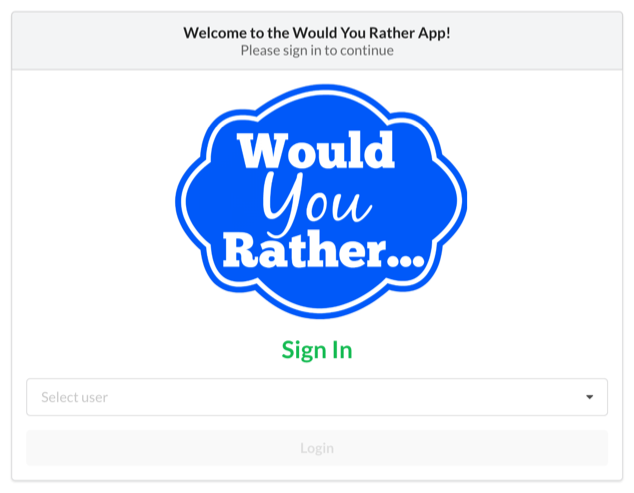 Welcome to the Would You Rather App!
Please sign in to continue
Would
You
Rather...
Sign In
Select user
Login